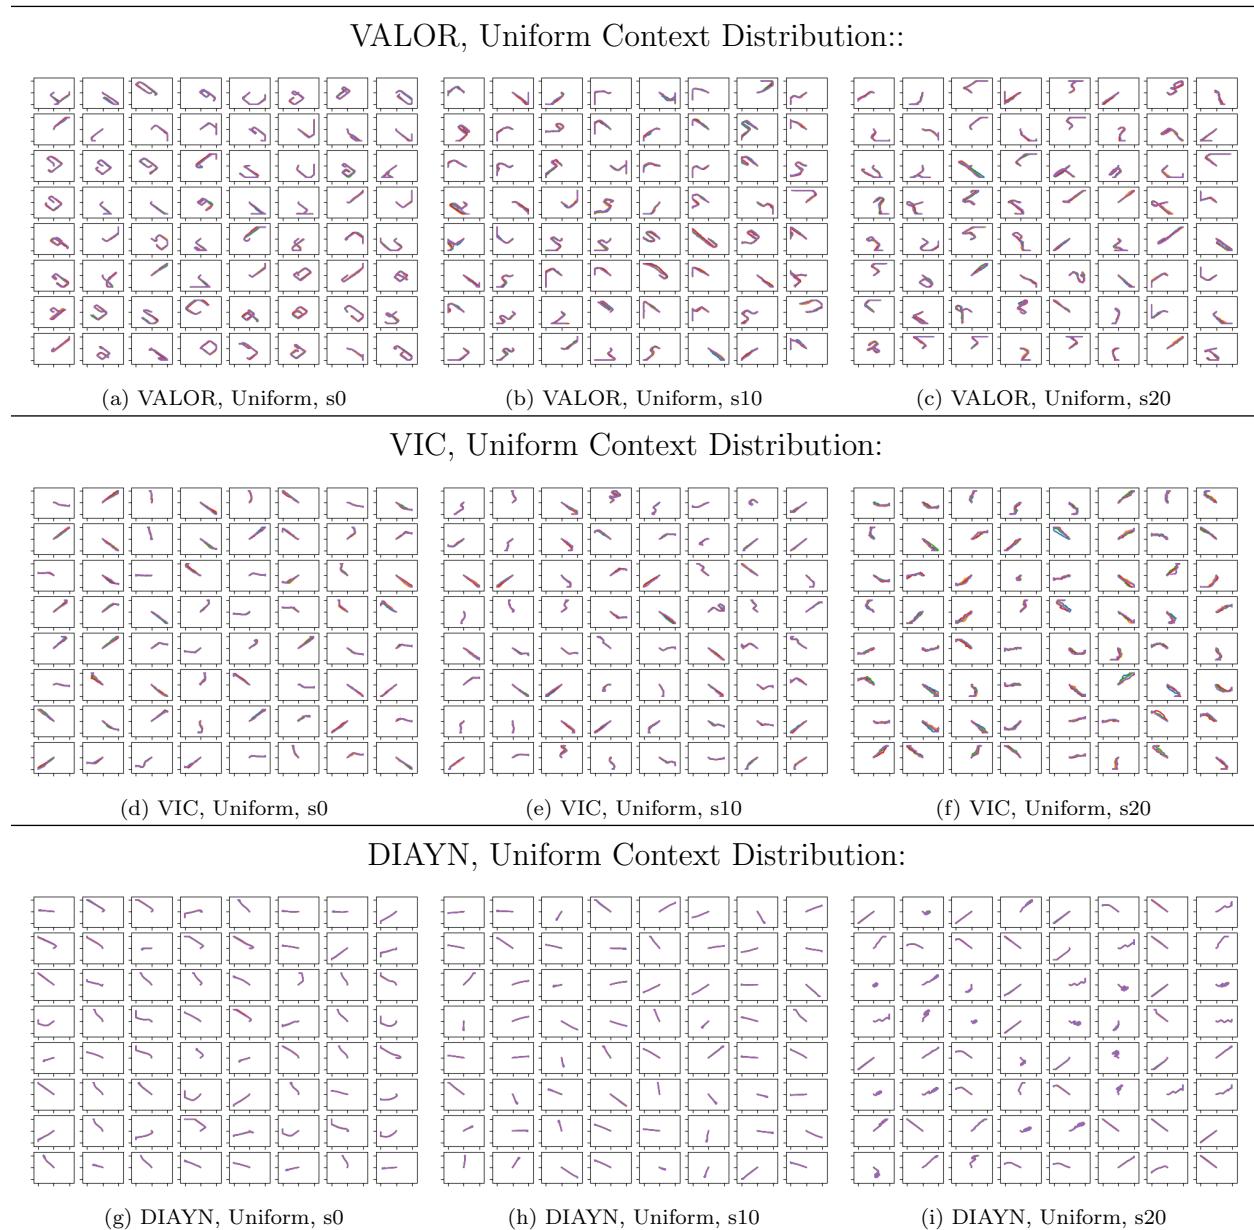 VALOR, Uniform Context Distribution::
(a) VALOR, Uniform, s0
(b) VALOR, Uniform, s10
(c) VALOR, Uniform, s20
VIC, Uniform Context Distribution:
(d) VIC, Uniform, s0
(e) VIC, Uniform, s10
(f) VIC, Uniform, s20
DIAYN, Uniform Context Distribution:
(g) DIAYN, Uniform, s0
(h) DIAYN, Uniform, s10
(i) DIAYN, Uniform, s20